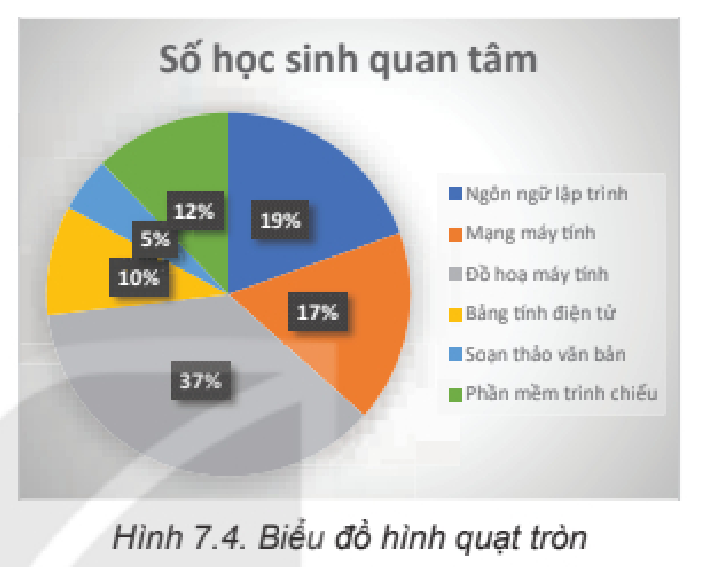 Số học sinh quan tâm
12%
19%
5%
10%
17%
37%
Ngôn ngữ lập trình
Mạng máy tính
Đồ hoạ máy tính
Bảng tính điện tử
Soạn thảo văn bản
Phần mềm trình chiếu
Hình 7.4. Biểu đồ hình quạt tròn